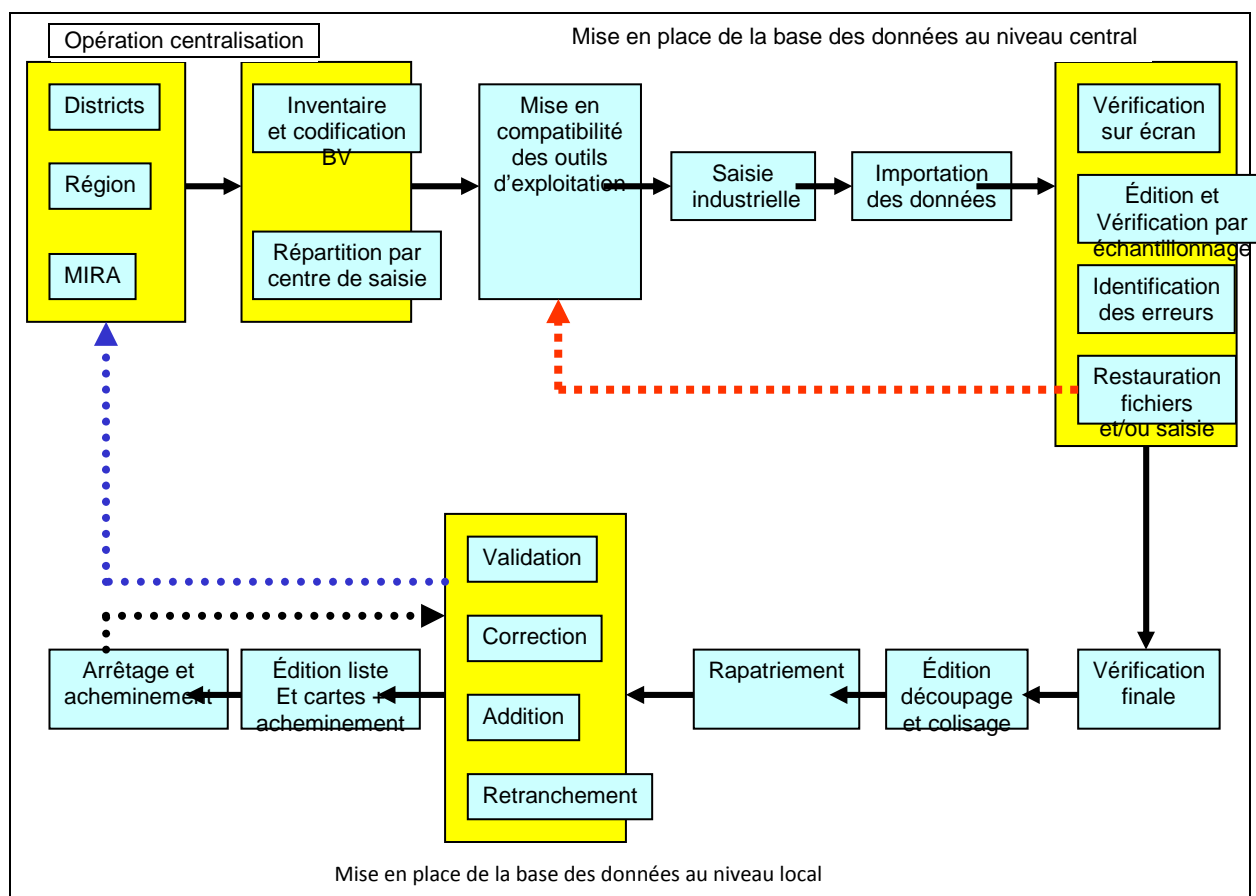 Opération centralisation
Mise en place de la base des données au niveau central
Districts
Région
MIRA
Inventaire
et codification
BV
Répartition par
centre de saisie
Mise en
compatibilité
des outils
d'exploitation
Saisie
industrielle
Importation
des données
Vérification
sur écran
Édition et
Vérification par
échantillonnage
Identification
des erreurs
Restauration
fichiers
et/ou saisie
Validation
Correction
Addition
Retranchement
Arrêtage et
acheminement
Édition liste
Et cartes +
acheminement
Rapatriement
Édition
découpage
et colisage
Vérification
finale
Mise en place de la base des données au niveau local